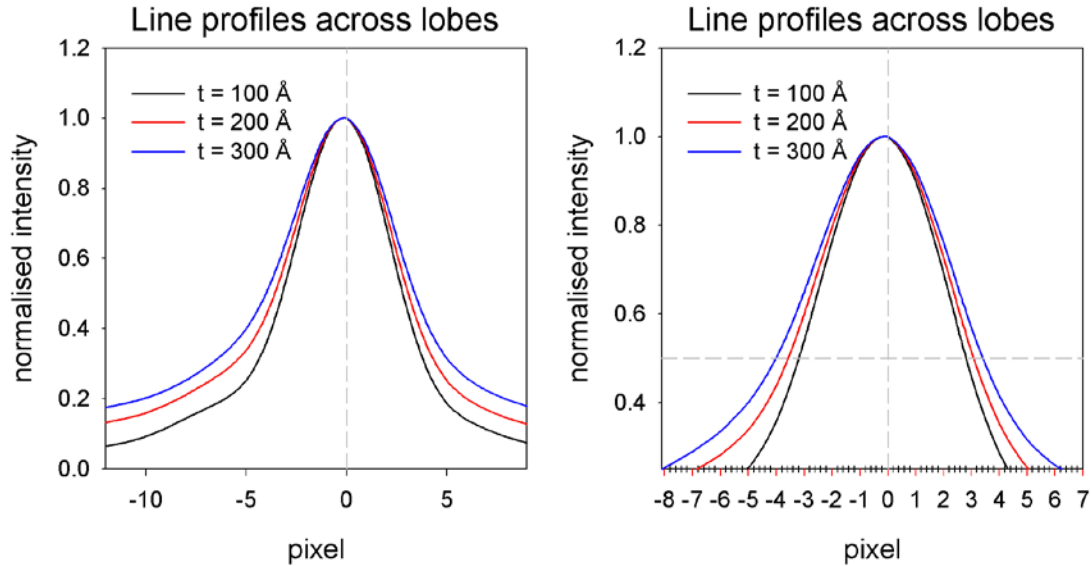 Line profiles across lobes
1.2
1.0
0.8
0.6
0.4
0.2
0.0
normalised intensity
t = 100 Å
t = 200 Å
t = 300 Å
-10 -5 0 5
pixel
Line profiles across lobes
1.2
1.0
0.8
0.6
0.4
normalised intensity
t = 100 Å
t = 200 Å
t = 300 Å
-8 -7 -6 -5 -4 -3 -2 -1 0 1 2 3 4 5 6 7
pixel